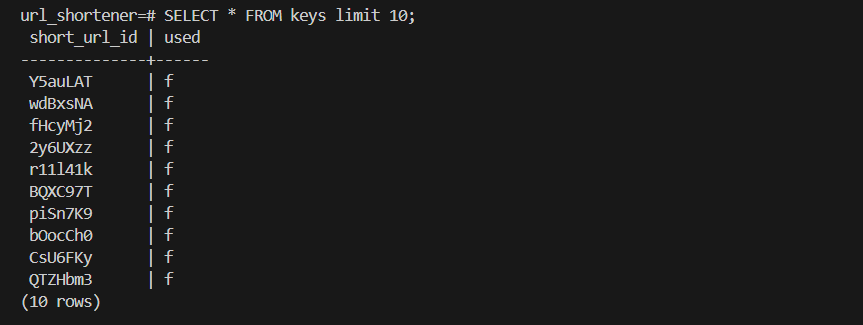 url_shortener=# SELECT * FROM keys limit 10;
 short_url_id | used
--------------+------
 Y5auLAT      | f
 wdBxsNA      | f
 fHcyMj2      | f
 2y6UXzz      | f
 r11l41k      | f
 BQXC97T      | f
 piSn7K9      | f
 bOocCh0      | f
 CsU6FKy      | f
 QTZHbm3      | f
(10 rows)